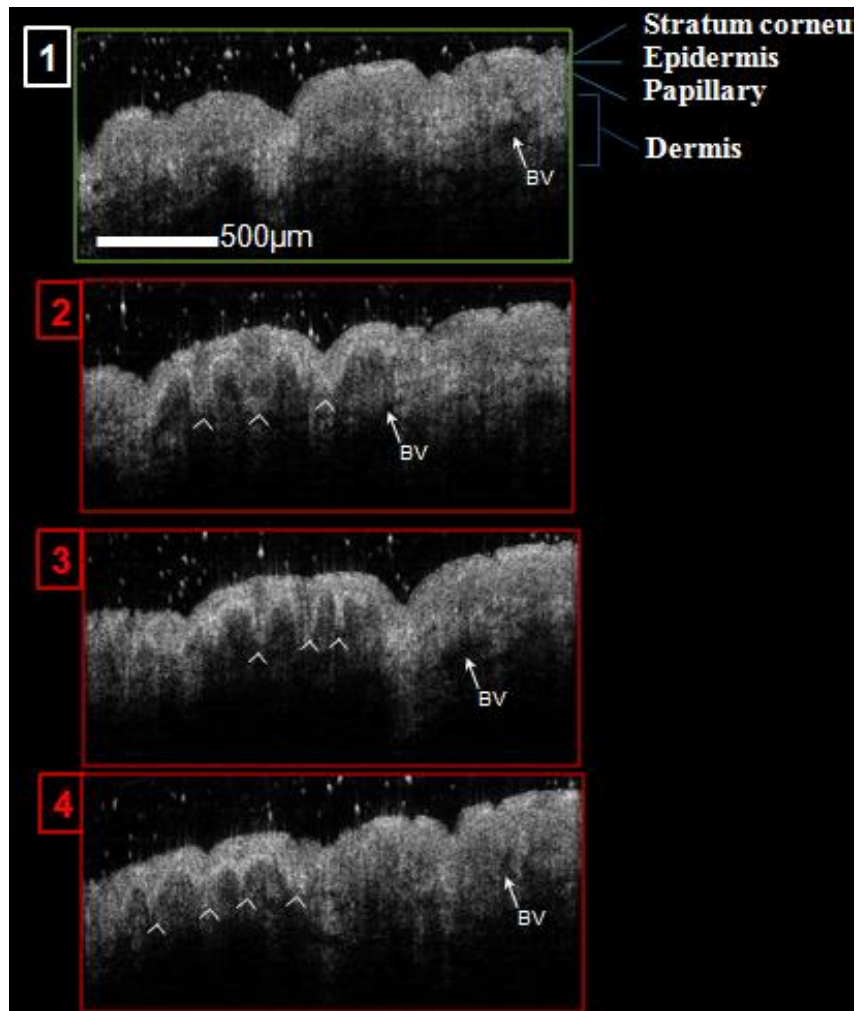 1
Stratum corneu
Epidermis
Papillary
Dermis
BV
500µm
2
BV
3
BV
4
BV